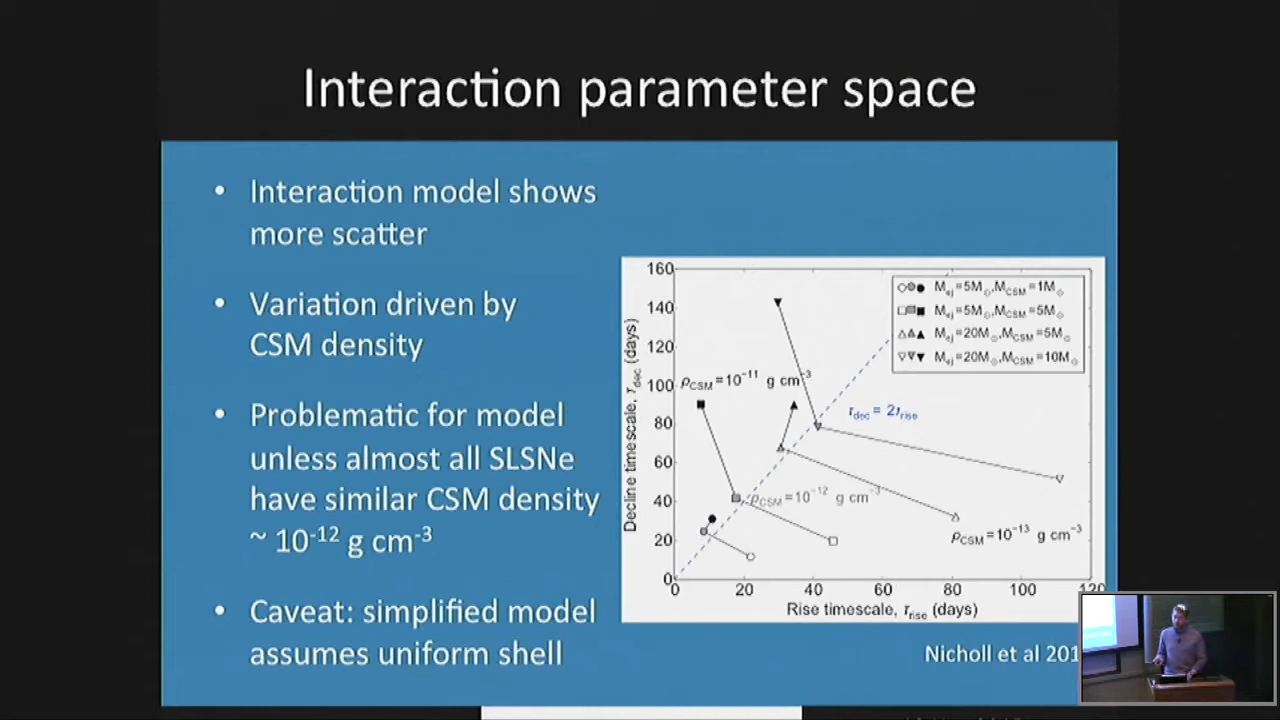 Interaction parameter space
• Interaction model shows
more scatter
• Variation driven by
CSM density
• Problematic for model
unless almost all SLSNe
have similar CSM density
~ 10⁻¹² g cm⁻³
• Caveat: simplified model
assumes uniform shell
160
140
120
100
80
60
40
20
0
Decline timescale, τdec (days)
0 20 40 60 80 100 120
Rise timescale, τrise (days)
Mej=5M☉,MCSM=1M☉
Mej=5M☉,MCSM=5M☉
Mej=20M☉,MCSM=5M☉
Mej=20M☉,MCSM=10M☉
ρCSM=10⁻¹¹ g cm⁻³
τdec = 2τrise
ρCSM=10⁻¹² g cm⁻³
ρCSM=10⁻¹³ g cm⁻³
Nicholl et al 201